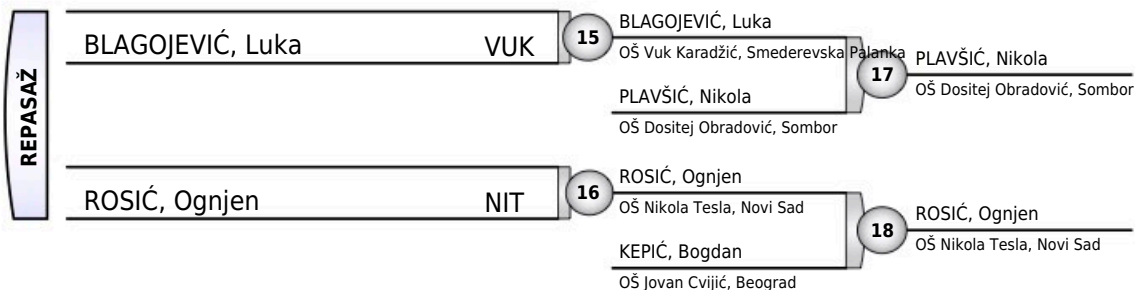 REPASAŽ
BLAGOJEVIĆ, Luka VUK
15
BLAGOJEVIĆ, Luka
OŠ Vuk Karadžić, Smederevska Palanka
PLAVŠIĆ, Nikola
OŠ Dositej Obradović, Sombor
17
PLAVŠIĆ, Nikola
OŠ Dositej Obradović, Sombor
ROSIĆ, Ognjen NIT
16
ROSIĆ, Ognjen
OŠ Nikola Tesla, Novi Sad
KEPIĆ, Bogdan
OŠ Jovan Cvijić, Beograd
18
ROSIĆ, Ognjen
OŠ Nikola Tesla, Novi Sad